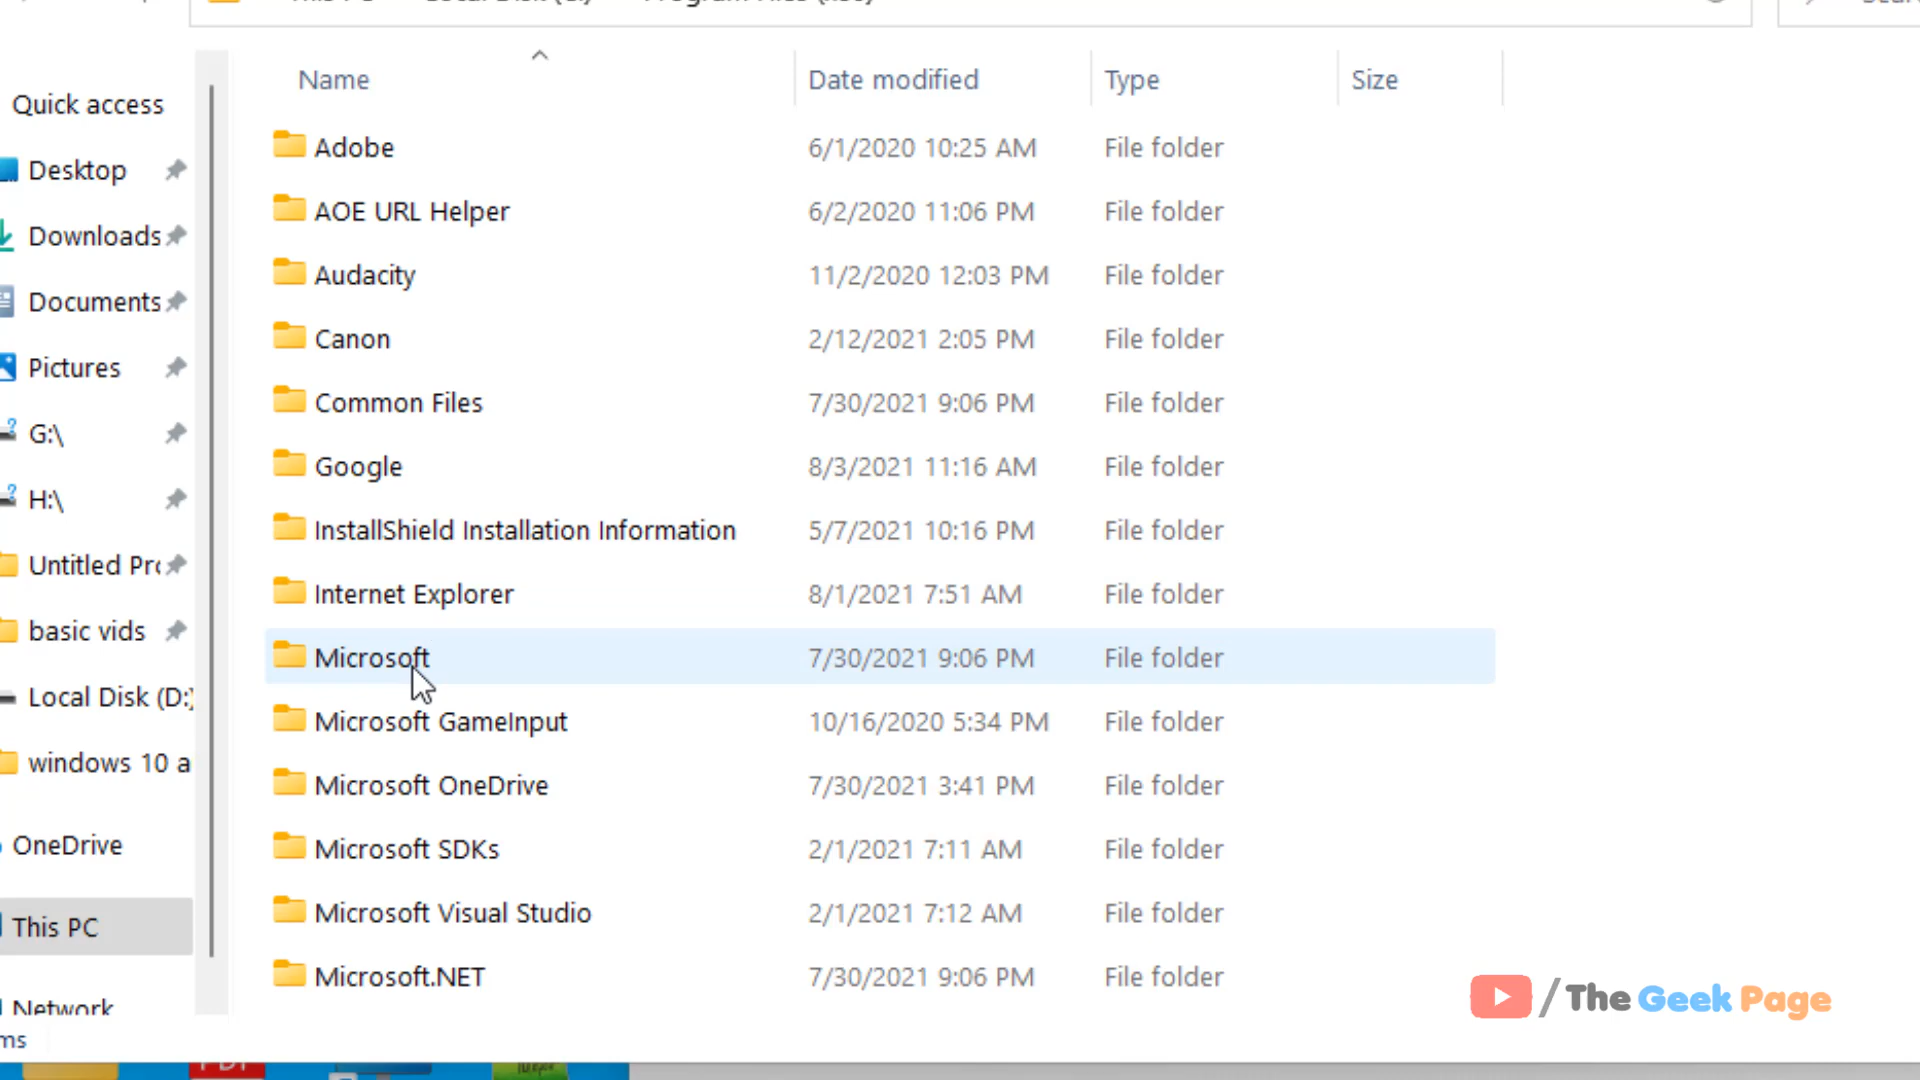 Name Date modified Type Size
Quick access
Desktop
Downloads
Documents
Pictures
G:\
H:\
Untitled Pr
basic vids
Local Disk (D:)
windows 10 a
OneDrive
This PC
Network
ms
Adobe 6/1/2020 10:25 AM File folder
AOE URL Helper 6/2/2020 11:06 PM File folder
Audacity 11/2/2020 12:03 PM File folder
Canon 2/12/2021 2:05 PM File folder
Common Files 7/30/2021 9:06 PM File folder
Google 8/3/2021 11:16 AM File folder
InstallShield Installation Information 5/7/2021 10:16 PM File folder
Internet Explorer 8/1/2021 7:51 AM File folder
Microsoft 7/30/2021 9:06 PM File folder
Microsoft GameInput 10/16/2020 5:34 PM File folder
Microsoft OneDrive 7/30/2021 3:41 PM File folder
Microsoft SDKs 2/1/2021 7:11 AM File folder
Microsoft Visual Studio 2/1/2021 7:12 AM File folder
Microsoft.NET 7/30/2021 9:06 PM File folder
/The Geek Page